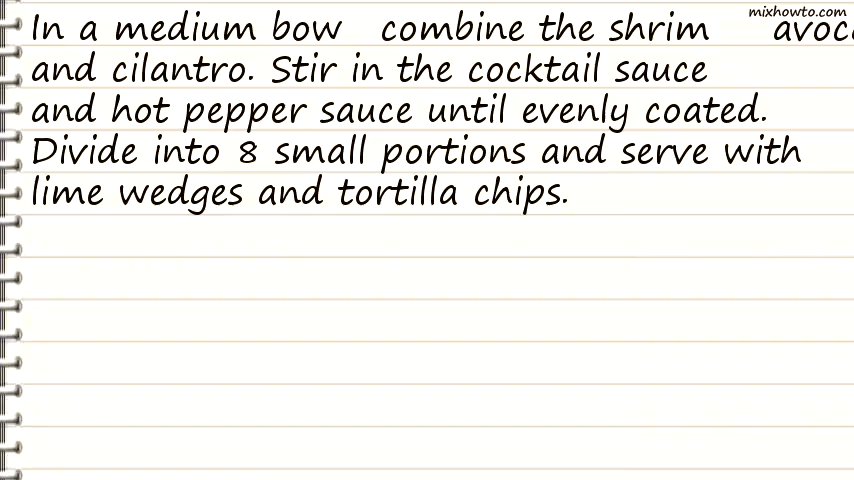 mixhowto.com
In a medium bow combine the shrim avoc
and cilantro. Stir in the cocktail sauce
and hot pepper sauce until evenly coated.
Divide into 8 small portions and serve with
lime wedges and tortilla chips.